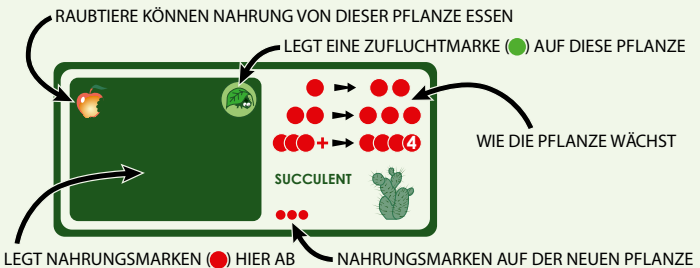 RAUBTIERE KÖNNEN NAHRUNG VON DIESER PFLANZE ESSEN
LEGT EINE ZUFLUCHTMARKE ( ) AUF DIESE PFLANZE
+
4
WIE DIE PFLANZE WÄCHST
SUCCULENT
LEGT NAHRUNGSMARKEN ( ) HIER AB
NAHRUNGSMARKEN AUF DER NEUEN PFLANZE